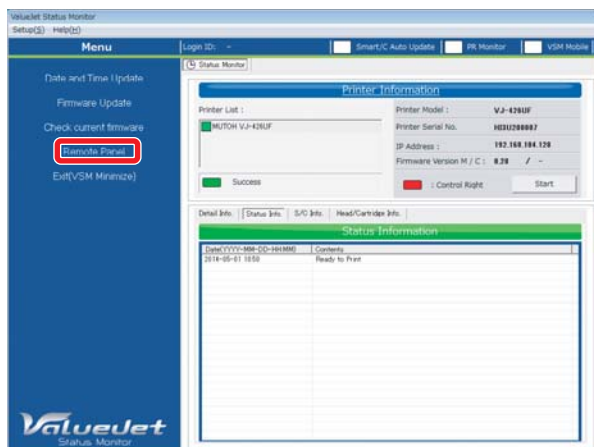 ValueJet Status Monitor
Setup(S) Help(H)
Menu
Login ID: -
Smart/C Auto Update
PR Monitor
VSM Mobile
Status Monitor
Date and Time Update
Firmware Update
Check current firmware
Remote Panel
Exit(VSM Minimize)
Printer Information
Printer List :
MUTOH VJ-426UF
Success
Printer Model : VJ-426UF
Printer Serial No.
IP Address : 192.168.104.120
Firmware Version M / C : 0.20 / -
: Control Right
Start
Detail Info. Status Info. S/C Info. Head/Cartridge Info.
Status Information
Date(YYYY-MM-DD-HH:MM) Contents
Ready to Print
ValueJet
Status Monitor